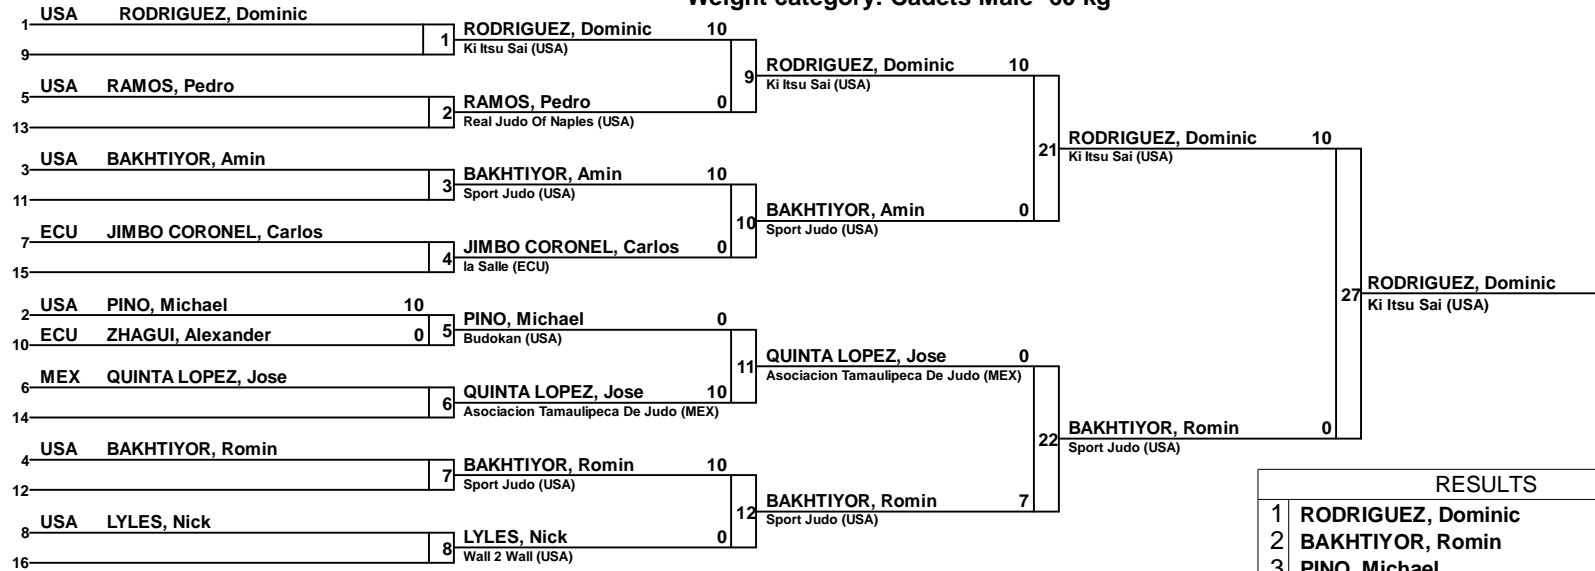 Weight category: Cadets Male -60 kg
1 USA RODRIGUEZ, Dominic
9
1
RODRIGUEZ, Dominic 10
Ki Itsu Sai (USA)
5 USA RAMOS, Pedro
13
2
RAMOS, Pedro 0
Real Judo Of Naples (USA)
9
RODRIGUEZ, Dominic 10
Ki Itsu Sai (USA)
3 USA BAKHTIYOR, Amin
11
3
BAKHTIYOR, Amin 10
Sport Judo (USA)
7 ECU JIMBO CORONEL, Carlos
15
4
JIMBO CORONEL, Carlos 0
la Salle (ECU)
10
BAKHTIYOR, Amin 0
Sport Judo (USA)
21
RODRIGUEZ, Dominic 10
Ki Itsu Sai (USA)
2 USA PINO, Michael 10
10 ECU ZHAGUI, Alexander 0
5
PINO, Michael 0
Budokan (USA)
6 MEX QUINTA LOPEZ, Jose
14
6
QUINTA LOPEZ, Jose 10
Asociacion Tamaulipeca De Judo (MEX)
11
QUINTA LOPEZ, Jose 0
Asociacion Tamaulipeca De Judo (MEX)
4 USA BAKHTIYOR, Romin
12
7
BAKHTIYOR, Romin 10
Sport Judo (USA)
8 USA LYLES, Nick
16
8
LYLES, Nick 0
Wall 2 Wall (USA)
12
BAKHTIYOR, Romin 7
Sport Judo (USA)
22
BAKHTIYOR, Romin 0
Sport Judo (USA)
27
RODRIGUEZ, Dominic
Ki Itsu Sai (USA)
RESULTS
1 RODRIGUEZ, Dominic
2 BAKHTIYOR, Romin
3 PINO, Michael